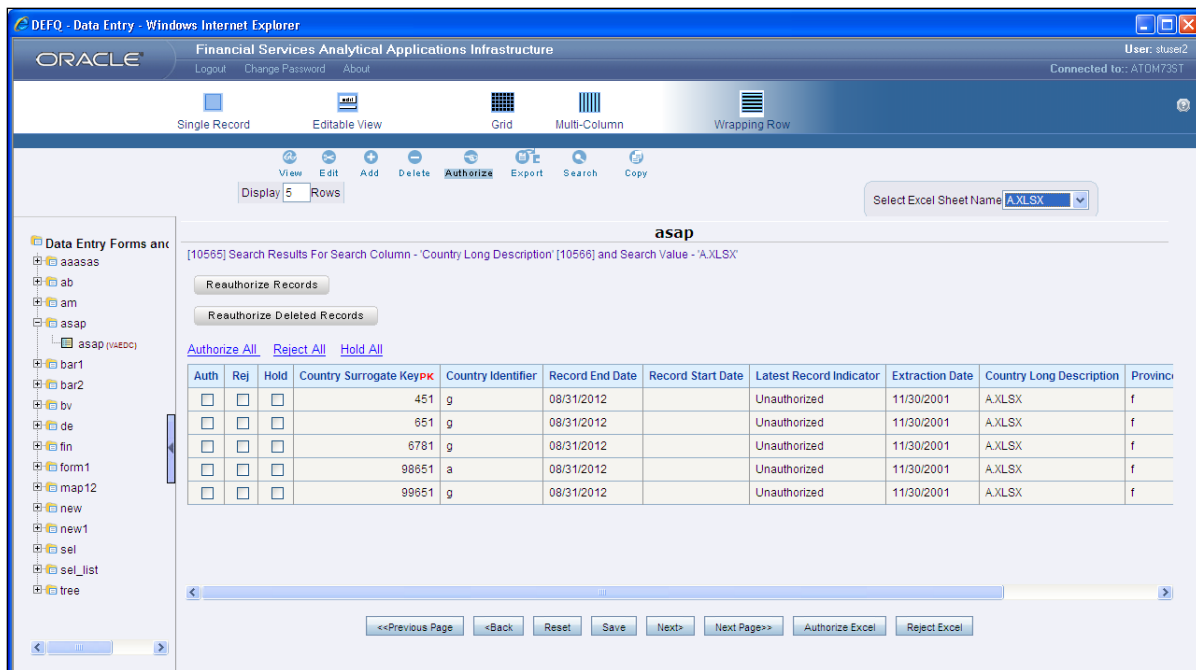 DEFQ - Data Entry - Windows Internet Explorer
ORACLE
Financial Services Analytical Applications Infrastructure
User: stuser2
Logout Change Password About
Connected to:: ATOM73ST
Single Record Editable View Grid Multi-Column Wrapping Row
View Edit Add Delete Authorize Export Search Copy
Display 5 Rows
Select Excel Sheet Name A.XLSX
Data Entry Forms and
aaasas
ab
am
asap
asap (VAEDC)
bar1
bar2
bv
de
fin
form1
map12
new
new1
sel
sel_list
tree
asap
[10565] Search Results For Search Column - 'Country Long Description' [10566] and Search Value - 'A.XLSX'
Reauthorize Records
Reauthorize Deleted Records
Authorize All Reject All Hold All
Auth Rej Hold Country Surrogate KeyPK Country Identifier Record End Date Record Start Date Latest Record Indicator Extraction Date Country Long Description Province
451 g 08/31/2012 Unauthorized 11/30/2001 A.XLSX f
651 g 08/31/2012 Unauthorized 11/30/2001 A.XLSX f
6781 g 08/31/2012 Unauthorized 11/30/2001 A.XLSX f
98651 a 08/31/2012 Unauthorized 11/30/2001 A.XLSX f
99651 g 08/31/2012 Unauthorized 11/30/2001 A.XLSX f
<<Previous Page <Back Reset Save Next> Next Page>> Authorize Excel Reject Excel